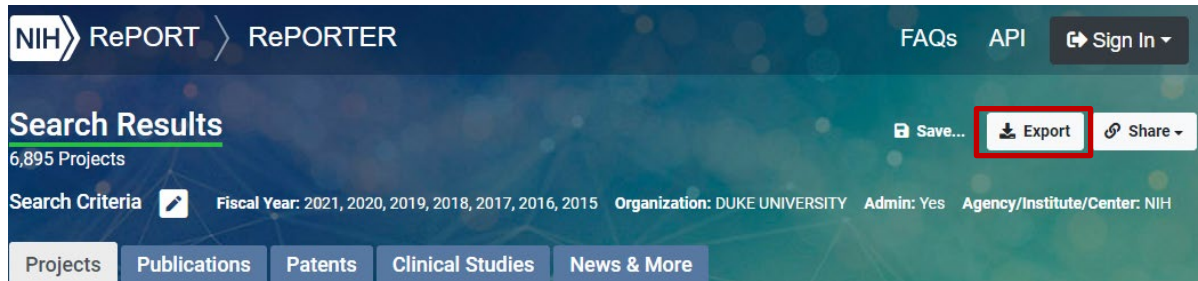 NIH RePORT RePORTER FAQs API Sign In
Search Results Save... Export Share
6,895 Projects
Search Criteria Fiscal Year: 2021, 2020, 2019, 2018, 2017, 2016, 2015 Organization: DUKE UNIVERSITY Admin: Yes Agency/Institute/Center: NIH
Projects Publications Patents Clinical Studies News & More